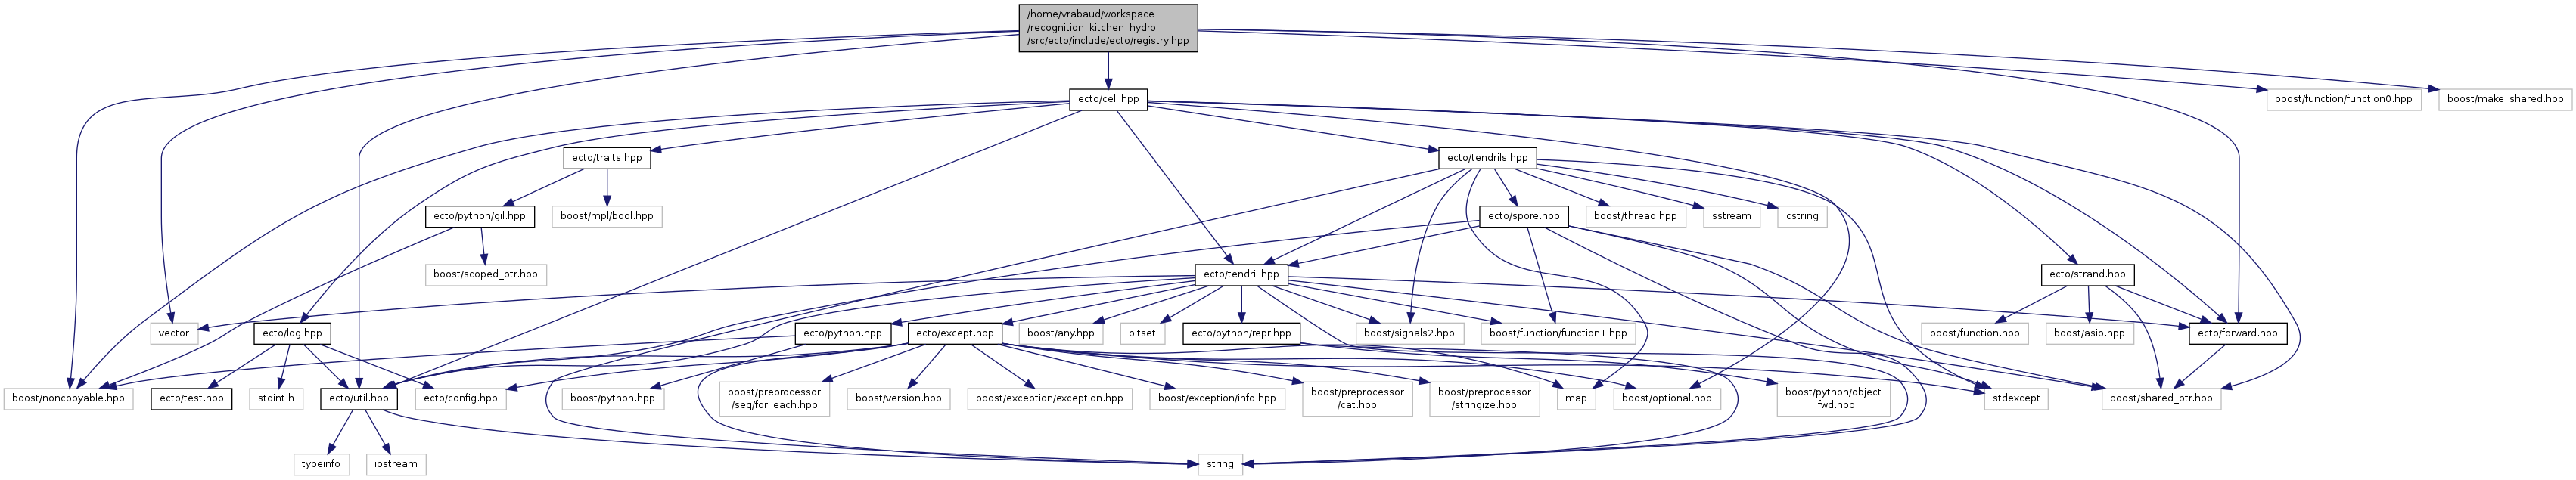 /home/vrabaud/workspace
/recognition_kitchen_hydro
/src/ecto/include/ecto/registry.hpp
ecto/cell.hpp
boost/function/function0.hpp
boost/make_shared.hpp
ecto/traits.hpp
ecto/tendrils.hpp
ecto/python/gil.hpp
boost/mpl/bool.hpp
ecto/spore.hpp
boost/thread.hpp
sstream
cstring
boost/scoped_ptr.hpp
ecto/tendril.hpp
ecto/strand.hpp
vector
ecto/log.hpp
ecto/python.hpp
ecto/except.hpp
boost/any.hpp
bitset
ecto/python/repr.hpp
boost/signals2.hpp
boost/function/function1.hpp
boost/function.hpp
boost/asio.hpp
ecto/forward.hpp
boost/noncopyable.hpp
ecto/test.hpp
stdint.h
ecto/util.hpp
ecto/config.hpp
boost/python.hpp
boost/preprocessor
/seq/for_each.hpp
boost/version.hpp
boost/exception/exception.hpp
boost/exception/info.hpp
boost/preprocessor
/cat.hpp
boost/preprocessor
/stringize.hpp
map
boost/optional.hpp
boost/python/object
_fwd.hpp
stdexcept
boost/shared_ptr.hpp
typeinfo
iostream
string